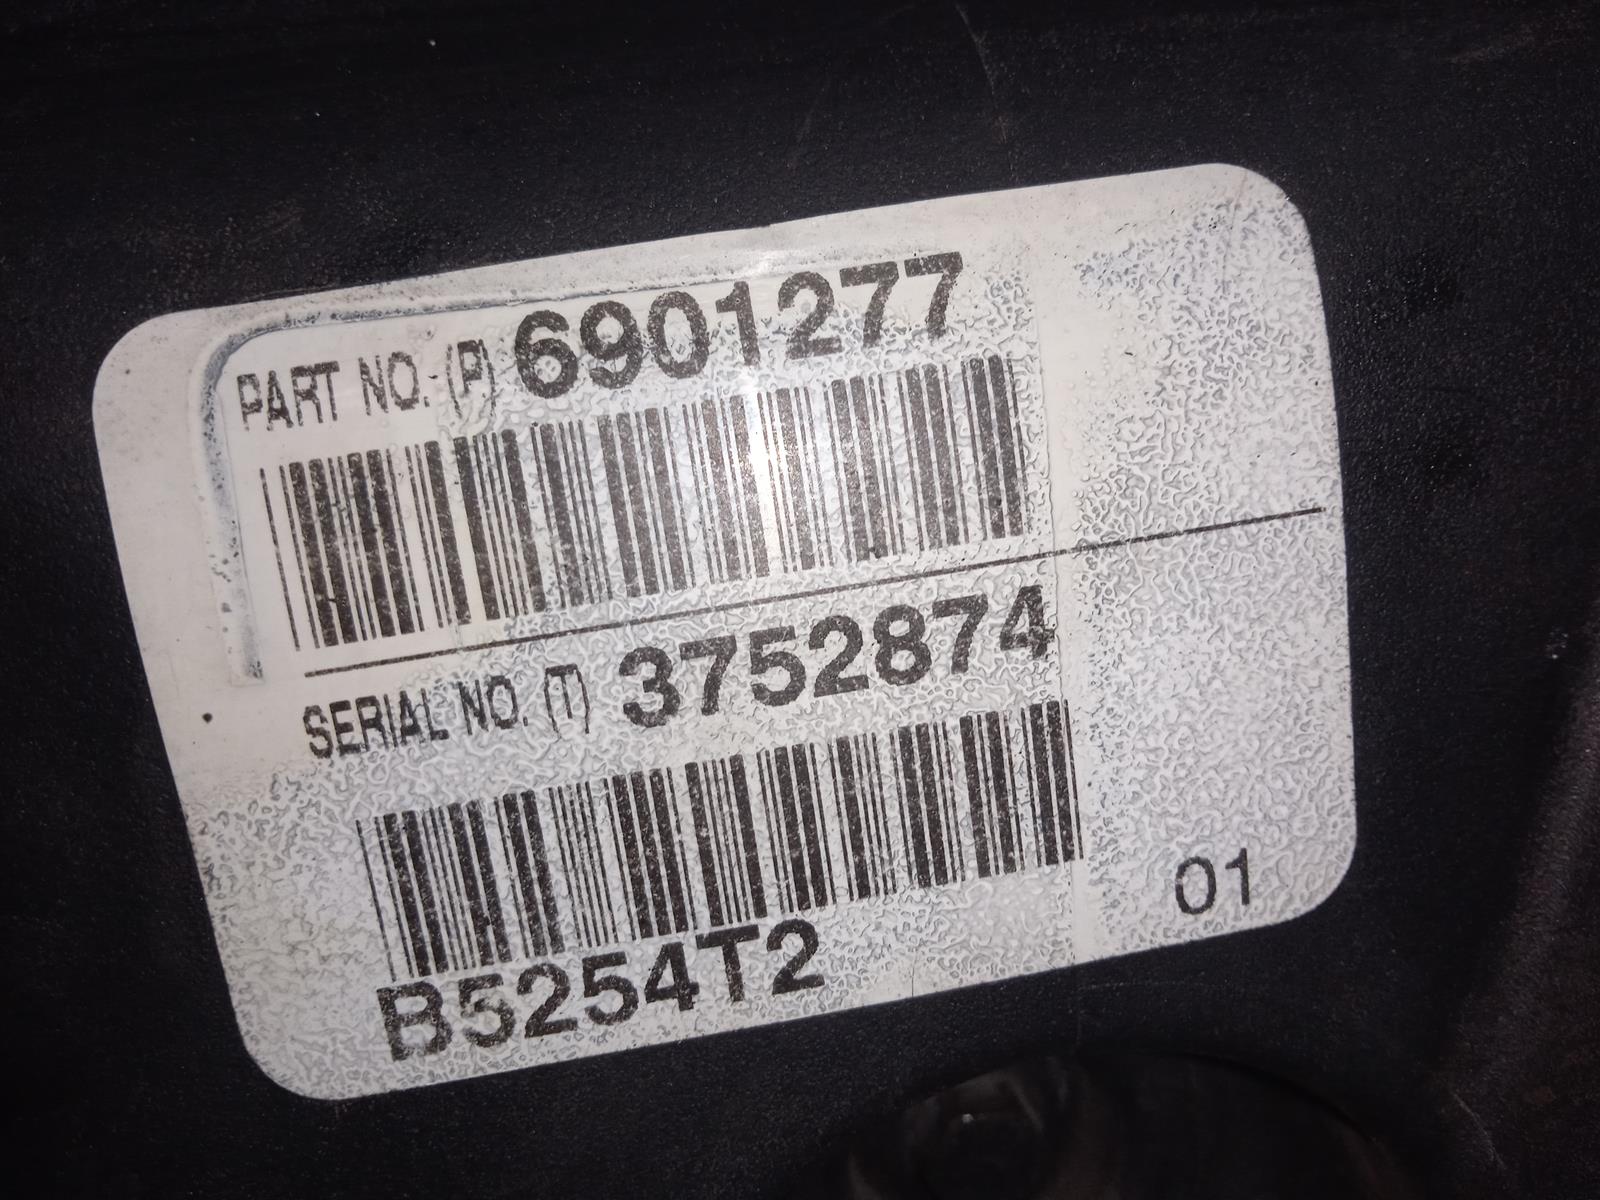 PART NO. (P) 6901277
SERIAL NO. (T) 3752874
B5254T2
01